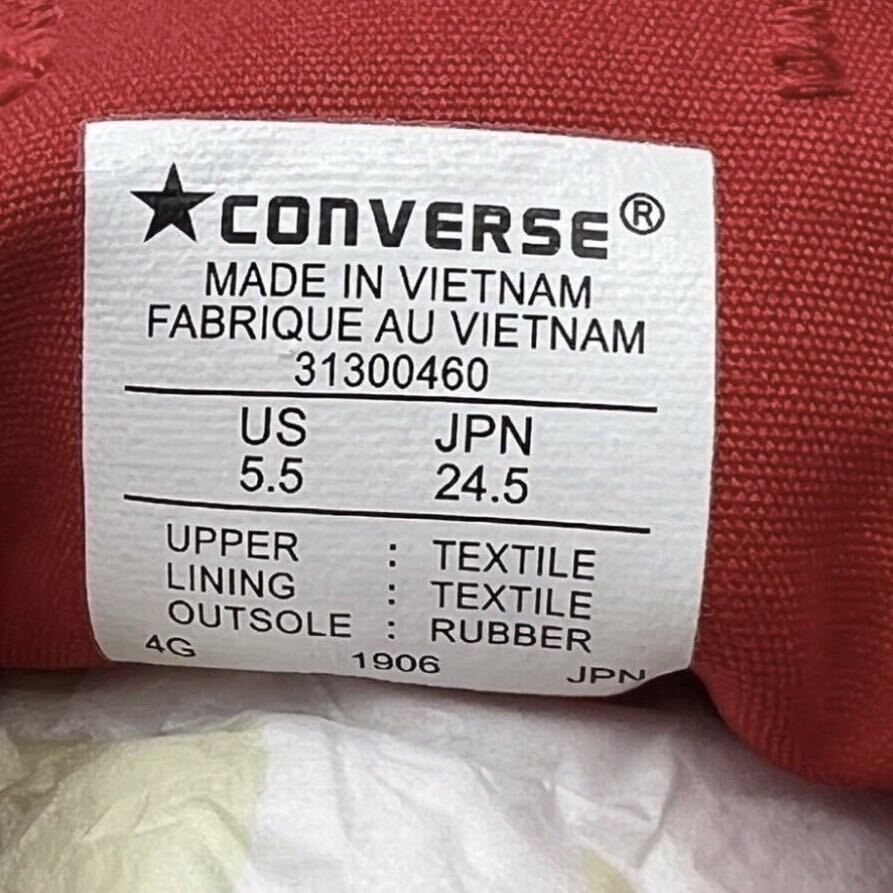 ★CONVERSE®
MADE IN VIETNAM
FABRIQUE AU VIETNAM
31300460
US JPN
5.5 24.5
UPPER : TEXTILE
LINING : TEXTILE
OUTSOLE : RUBBER
4G 1906 JPN